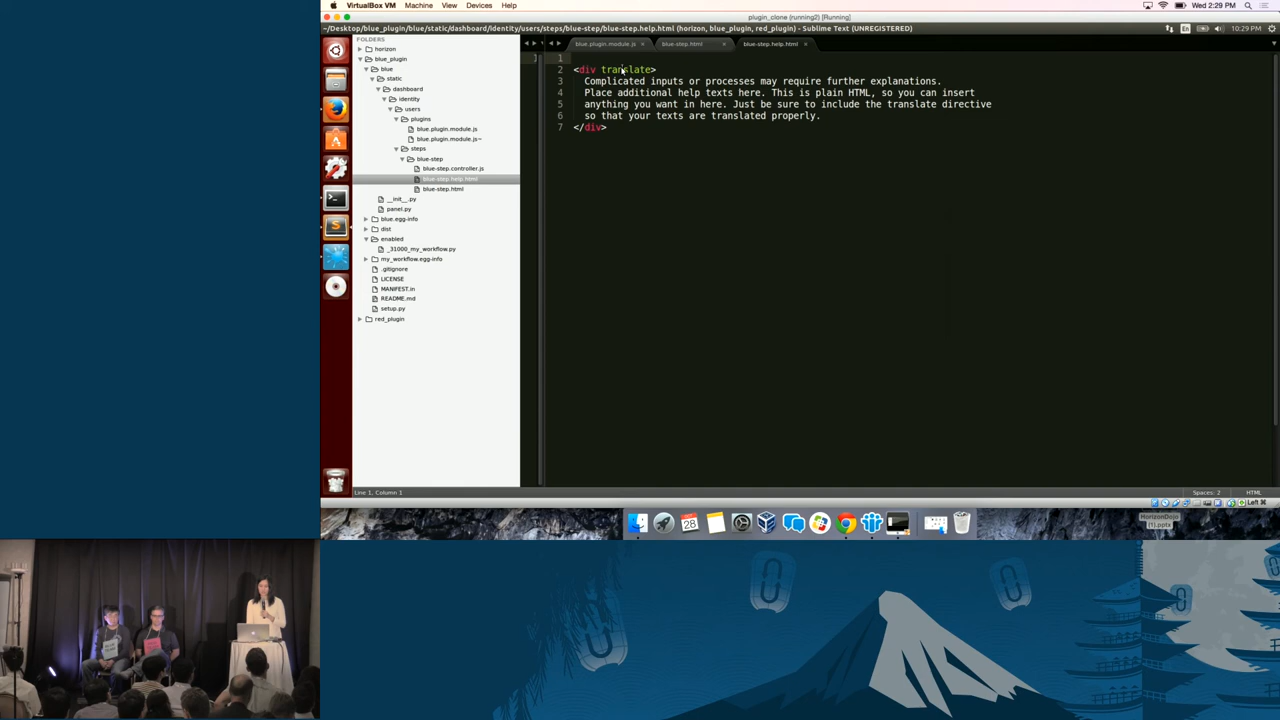 VirtualBox VM Machine View Devices Help
Wed 2:29 PM
plugin_clone (running2) [Running]
~/Desktop/blue_plugin/blue/static/dashboard/identity/users/steps/blue-step/blue-step.help.html (horizon, blue_plugin, red_plugin) - Sublime Text (UNREGISTERED)
En
10:29 PM
FOLDERS
horizon
blue_plugin
blue
static
dashboard
identity
users
plugins
blue.plugin.module.js
blue.plugin.module.js~
steps
blue-step
blue-step.controller.js
blue-step.help.html
blue-step.html
__init__.py
panel.py
blue.egg-info
dist
enabled
_31000_my_workflow.py
my_workflow.egg-info
.gitignore
LICENSE
MANIFEST.in
README.md
setup.py
red_plugin
blue.plugin.module.js × blue-step.html × blue-step.help.html ×
1
1
2 <div translate>
3 Complicated inputs or processes may require further explanations.
4 Place additional help texts here. This is plain HTML, so you can insert
5 anything you want in here. Just be sure to include the translate directive
6 so that your texts are translated properly.
7 </div>
Line 1, Column 1
Spaces: 2
HTML
Left ⌘
28
HorizonDojo
(1).pptx